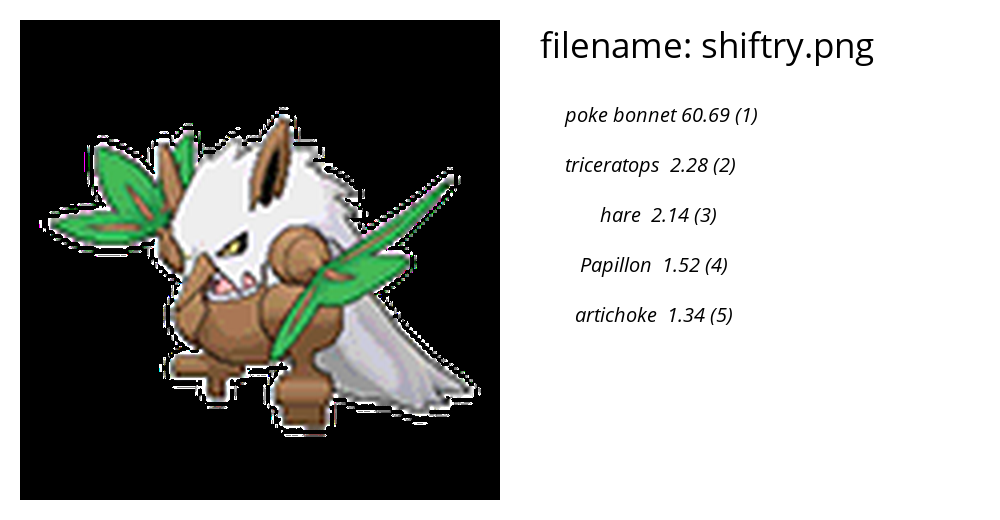 filename: shiftry.png
poke bonnet 60.69 (1)
triceratops 2.28 (2)
hare 2.14 (3)
Papillon 1.52 (4)
artichoke 1.34 (5)